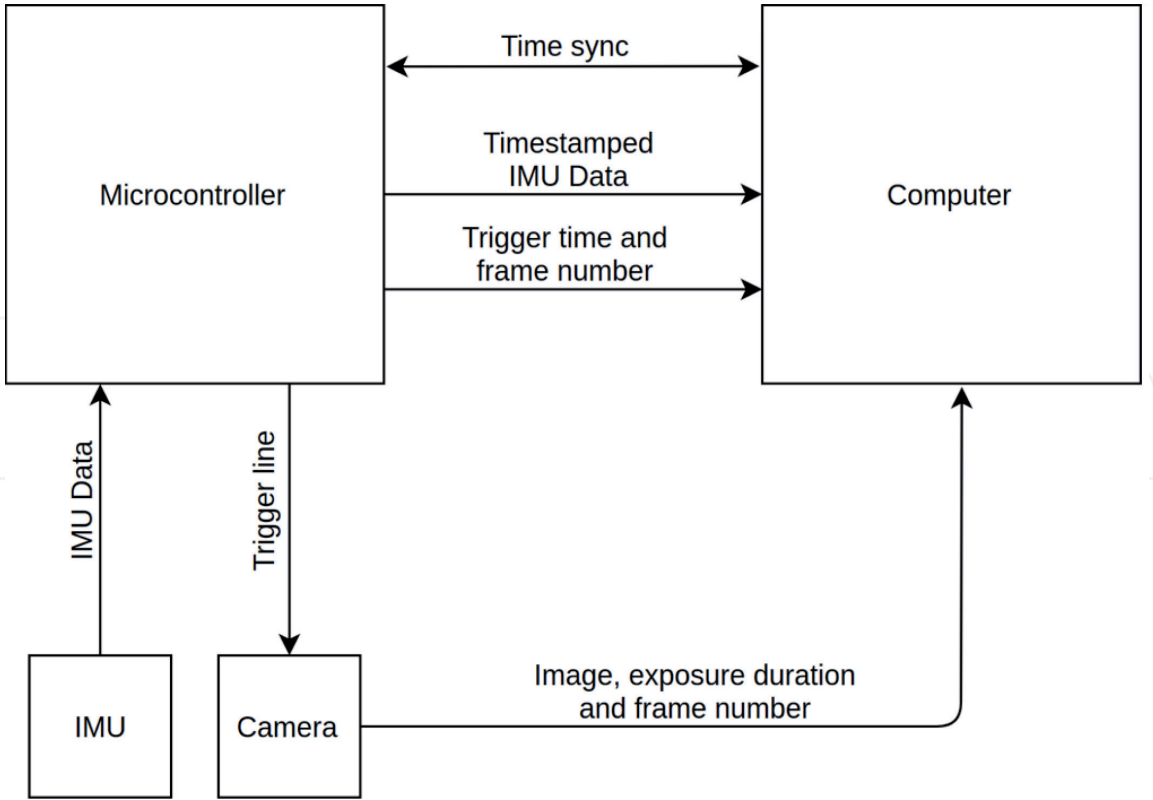 Time sync
Timestamped
IMU Data
Microcontroller
Computer
Trigger time and
frame number
IMU Data
Trigger line
Image, exposure duration
and frame number
IMU
Camera